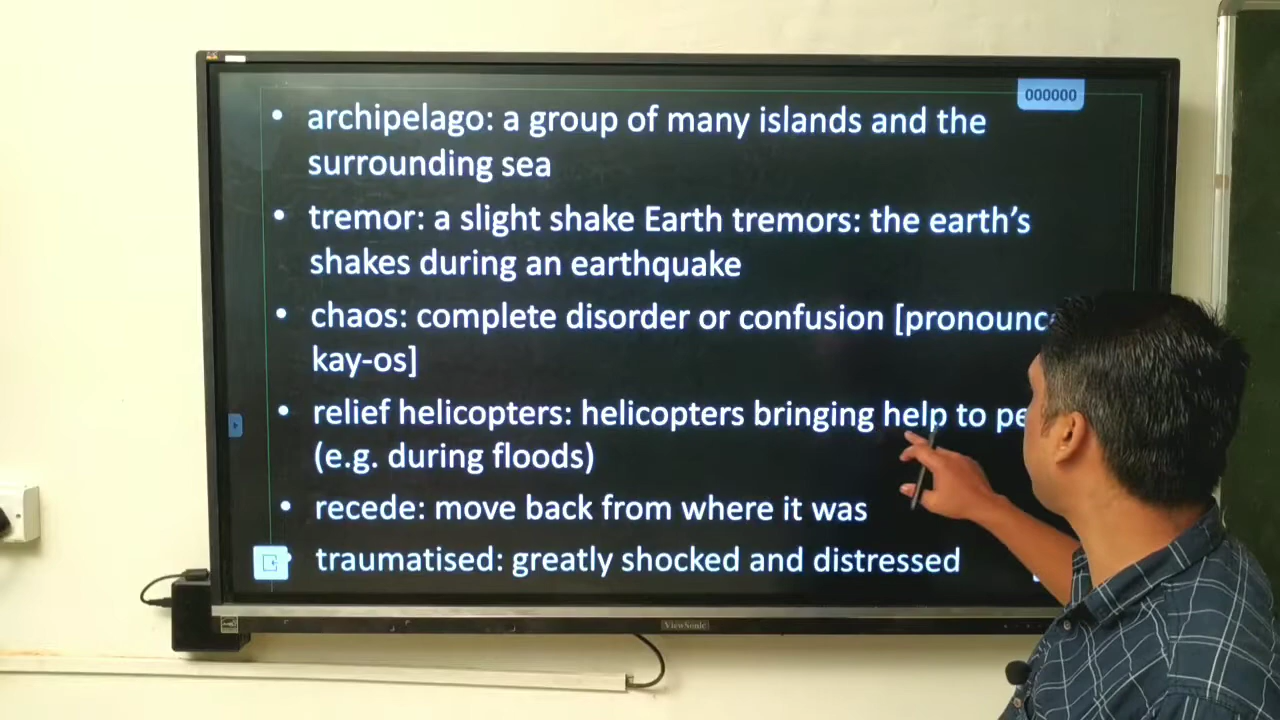 000000
• archipelago: a group of many islands and the
surrounding sea
• tremor: a slight shake Earth tremors: the earth's
shakes during an earthquake
• chaos: complete disorder or confusion [pronounc
kay-os]
• relief helicopters: helicopters bringing help to pe
(e.g. during floods)
• recede: move back from where it was
• traumatised: greatly shocked and distressed
ViewSonic